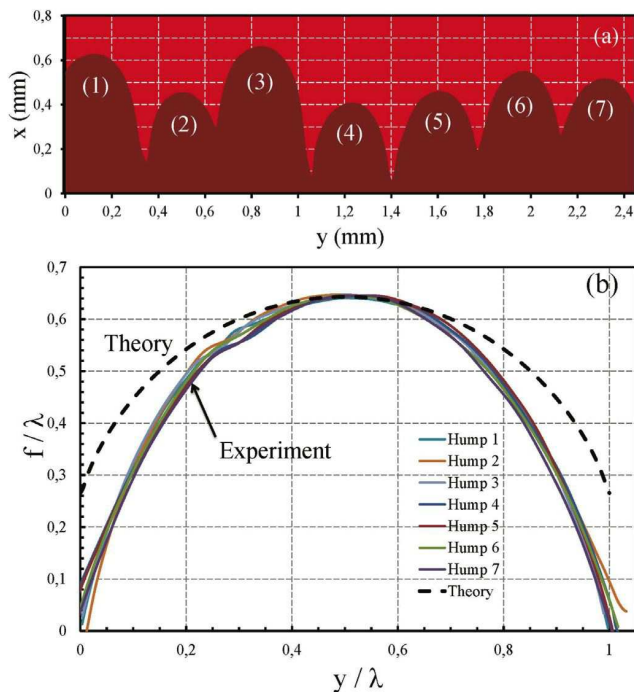 0,8
0,6
0,4
0,2
0
x (mm)
(a)
(1)
(2)
(3)
(4)
(5)
(6)
(7)
0 0,2 0,4 0,6 0,8 1 1,2 1,4 1,6 1,8 2 2,2 2,4
y (mm)
0,7
0,6
0,5
0,4
0,3
0,2
0,1
0
f / λ
(b)
Theory
Experiment
Hump 1
Hump 2
Hump 3
Hump 4
Hump 5
Hump 6
Hump 7
Theory
0 0,2 0,4 0,6 0,8 1
y / λ